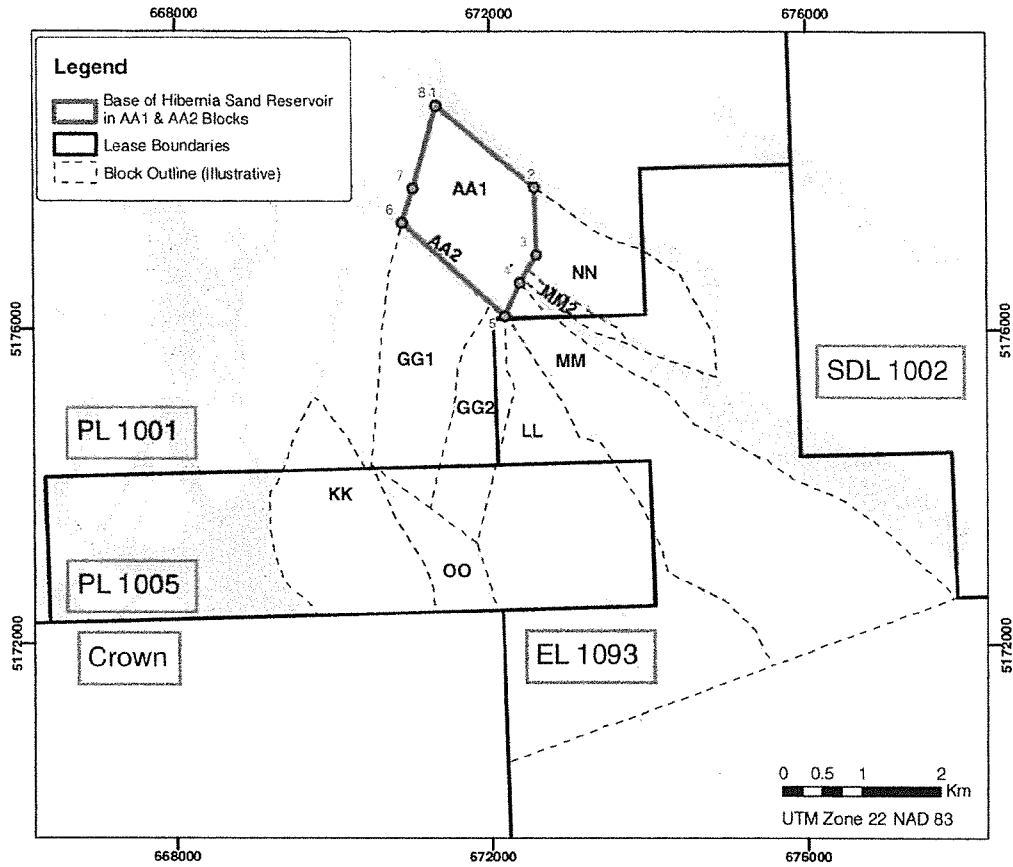 668000 672000 676000
Legend
Base of Hibernia Sand Reservoir
in AA1 & AA2 Blocks
Lease Boundaries
Block Outline (Illustrative)
8 1
7
AA1
2
6
AA2
3
NN
4
MM2
5
5176000
5176000
GG1
MM
SDL 1002
GG2
PL 1001
LL
KK
PL 1005
OO
5172000
Crown
EL 1093
5172000
0 0.5 1 2
Km
UTM Zone 22 NAD 83
668000 672000 676000